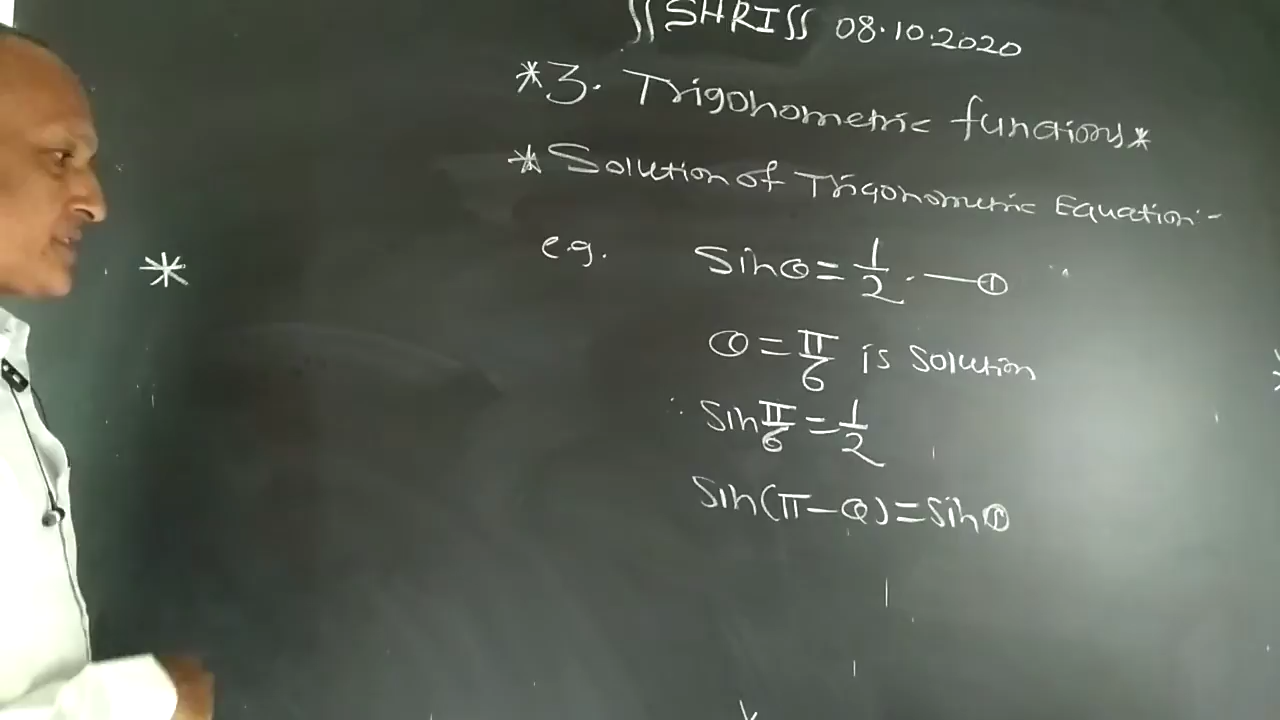 ∬ SHRI ∬ 08.10.2020
*3. Trigonometric functions*
* Solution of Trigonometric Equation:-
e.g. Sinθ = 1/2. — ①
*
θ = π/6 is solution
∵ Sin π/6 = 1/2
Sin(π-θ) = sinθ